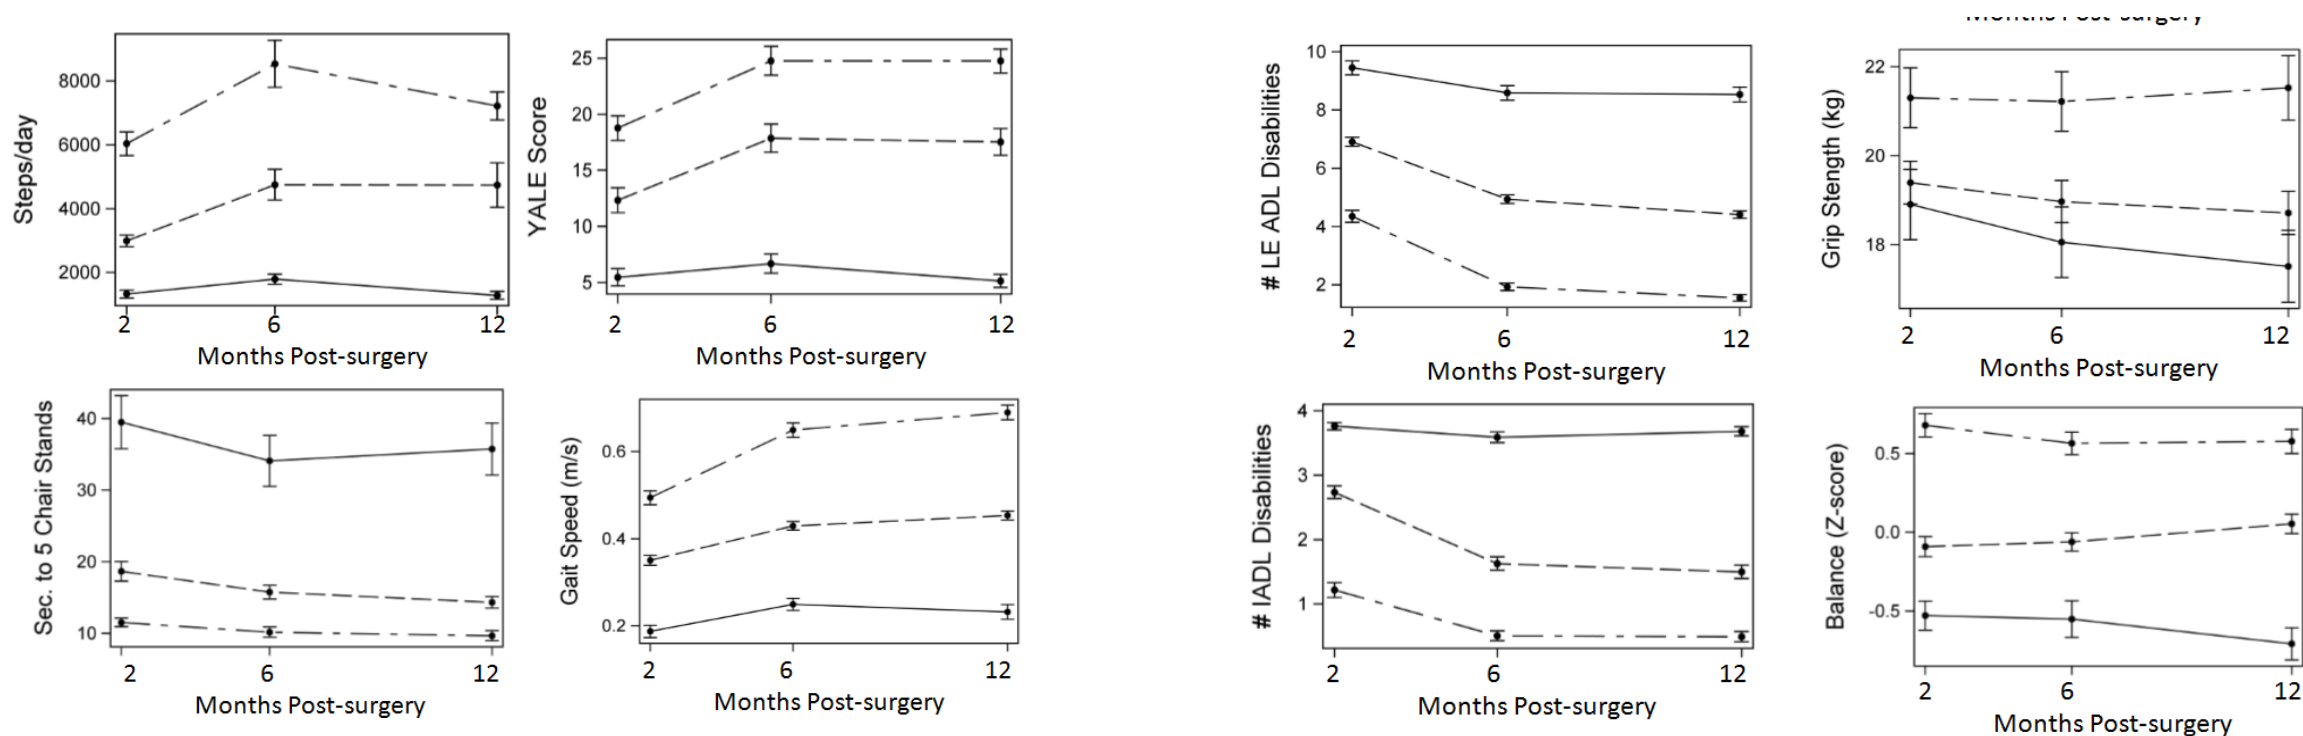 Months Post-surgery
Steps/day
8000
6000
4000
2000
2 6 12
Months Post-surgery
YALE Score
25
20
15
10
5
2 6 12
Months Post-surgery
# LE ADL Disabilities
10
8
6
4
2
2 6 12
Months Post-surgery
Grip Stength (kg)
22
20
18
2 6 12
Months Post-surgery
Sec. to 5 Chair Stands
40
30
20
10
2 6 12
Months Post-surgery
Gait Speed (m/s)
0.6
0.4
0.2
2 6 12
Months Post-surgery
# IADL Disabilities
4
3
2
1
2 6 12
Months Post-surgery
Balance (Z-score)
0.5
0.0
-0.5
2 6 12
Months Post-surgery